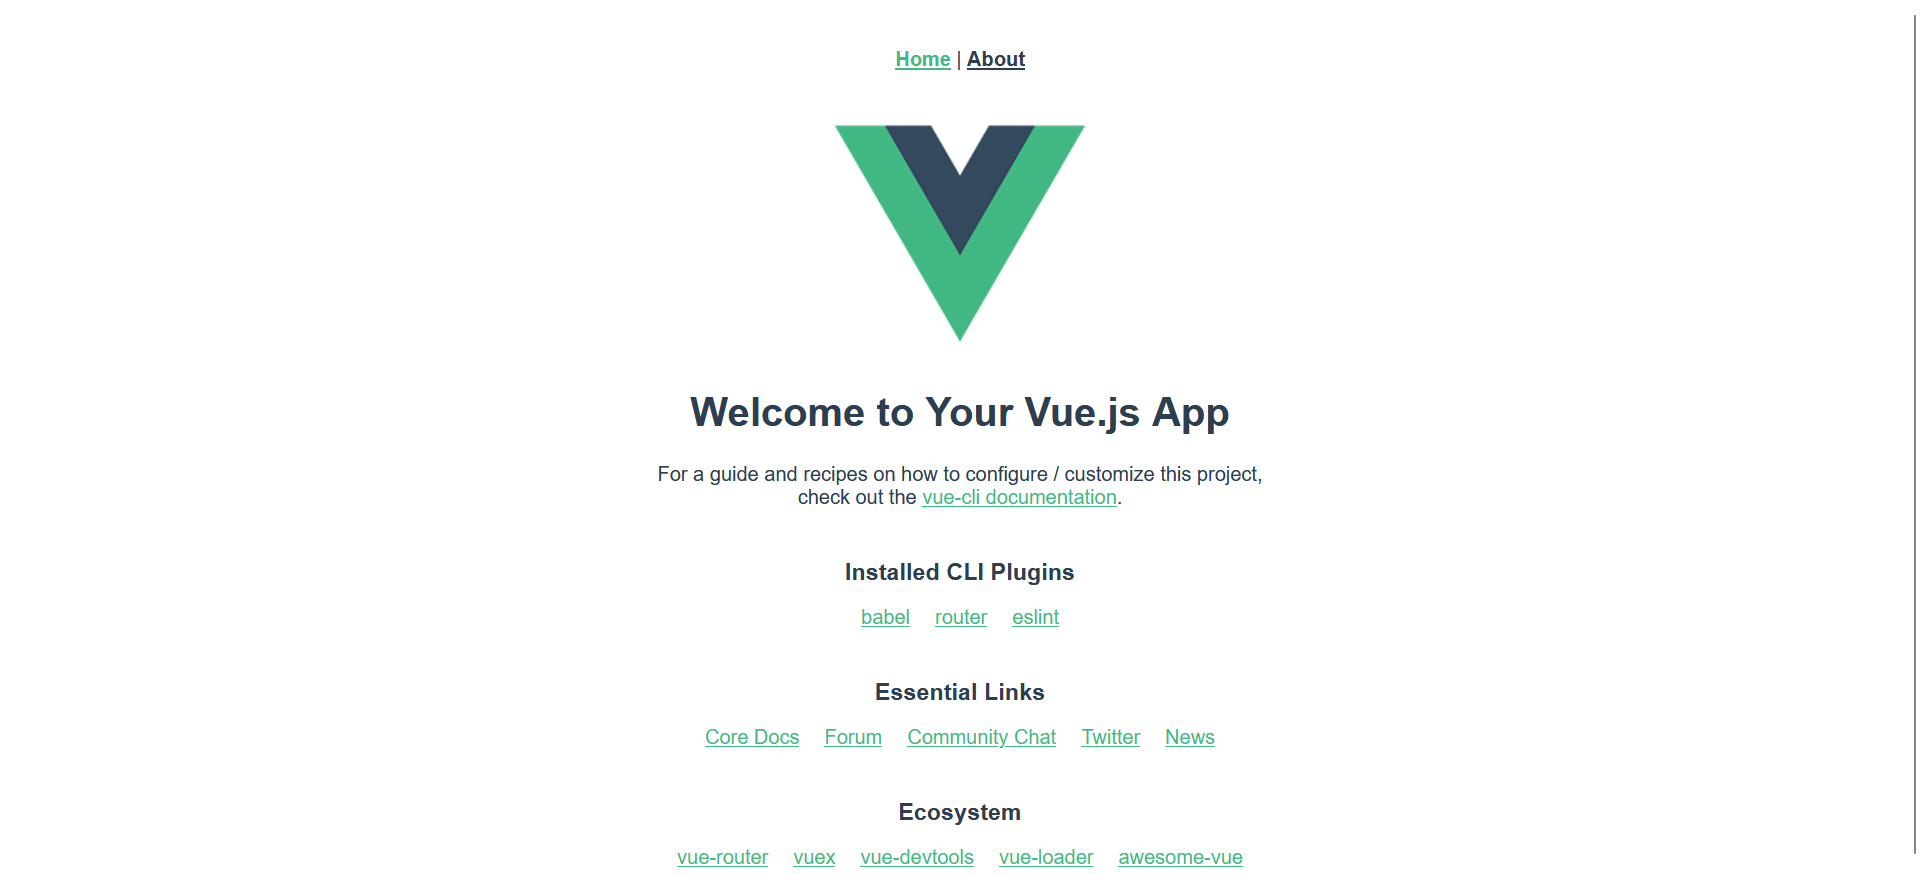 Home | About
Welcome to Your Vue.js App
For a guide and recipes on how to configure / customize this project,
check out the vue-cli documentation.
Installed CLI Plugins
babel router eslint
Essential Links
Core Docs Forum Community Chat Twitter News
Ecosystem
vue-router vuex vue-devtools vue-loader awesome-vue